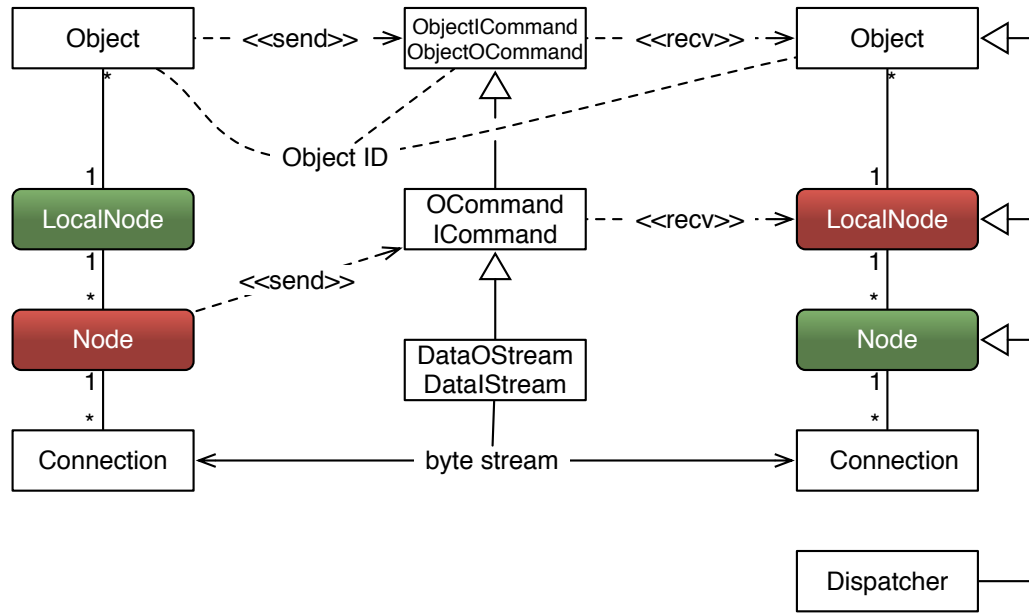 Object
<<send>>
ObjectICommand
ObjectOCommand
<<recv>>
Object
*
*
Object ID
1
1
LocalNode
OCommand
ICommand
<<recv>>
LocalNode
1
1
<<send>>
*
*
Node
Node
DataOStream
DataIStream
1
1
*
*
Connection
byte stream
Connection
Dispatcher